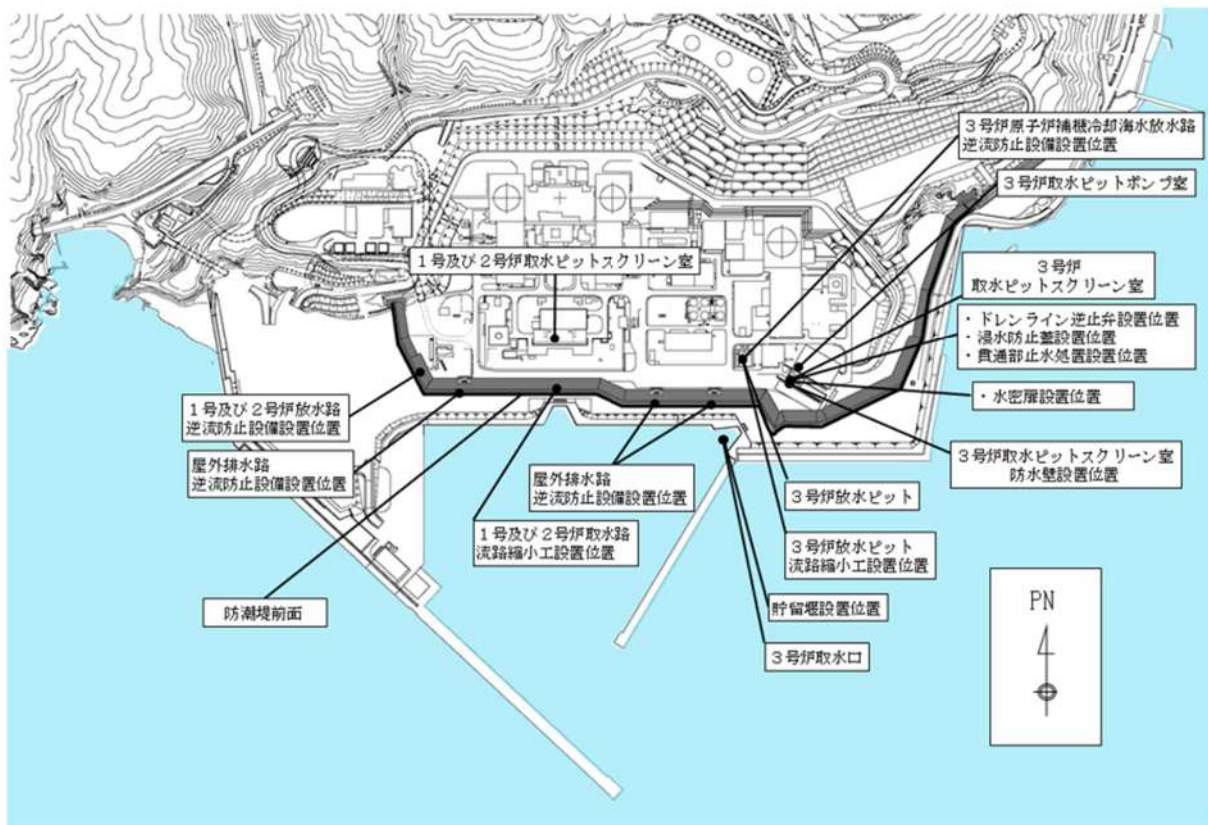 3号炉原子炉補機冷却海水放水路
逆流防止設備設置位置
3号炉取水ピットポンプ室
1号及び2号炉取水ピットスクリーン室
3号炉
取水ピットスクリーン室
・ドレンライン逆止弁設置位置
・浸水防止蓋設置位置
・貫通部止水処置設置位置
・水密扉設置位置
1号及び2号炉放水路
逆流防止設備設置位置
屋外排水路
逆流防止設備設置位置
屋外排水路
逆流防止設備設置位置
3号炉取水ピットスクリーン室
防水壁設置位置
3号炉放水ピット
1号及び2号炉取水路
流路縮小工設置位置
3号炉放水ピット
流路縮小工設置位置
防潮堤前面
貯留堰設置位置
3号炉取水口
PN